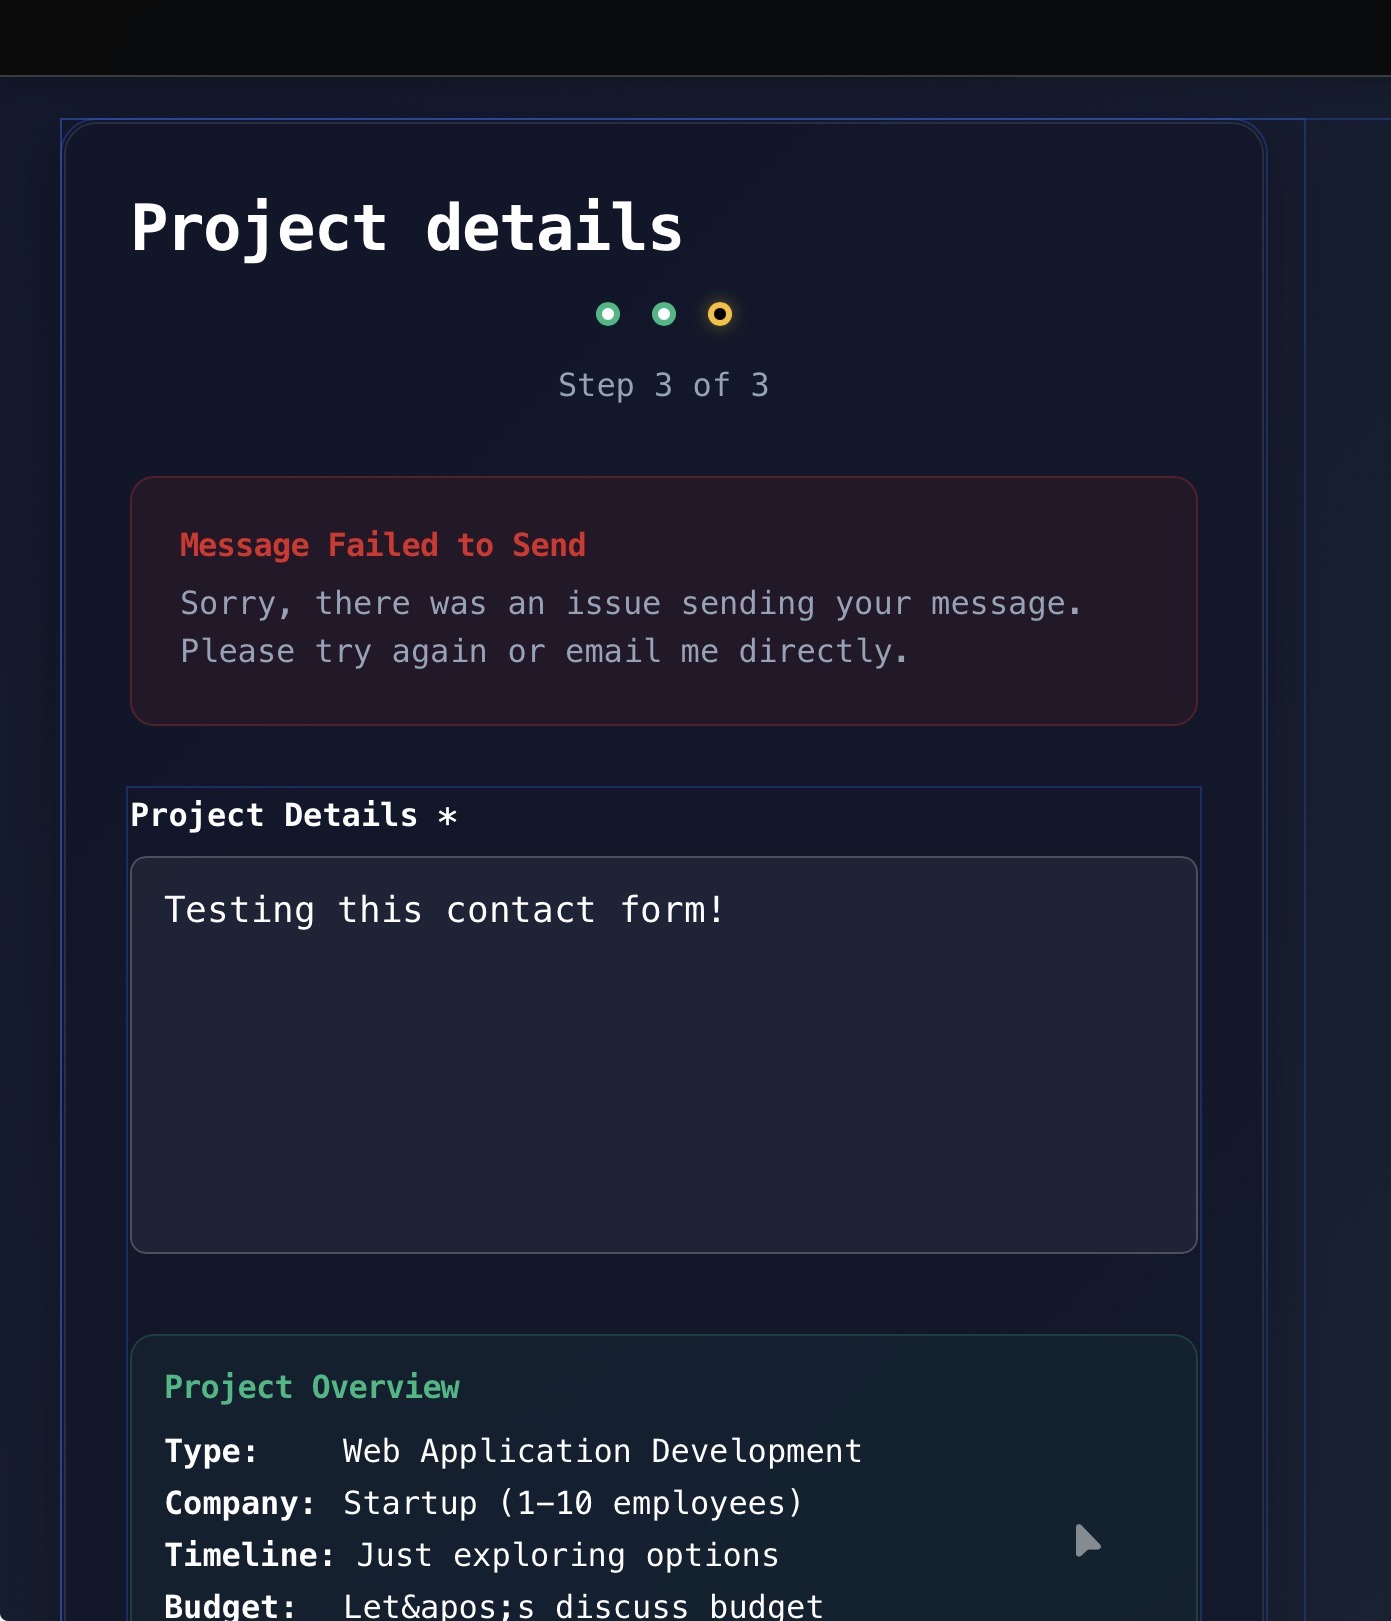 Project details
Step 3 of 3
Message Failed to Send
Sorry, there was an issue sending your message.
Please try again or email me directly.
Project Details *
Testing this contact form!
Project Overview
Type: Web Application Development
Company: Startup (1–10 employees)
Timeline: Just exploring options
Budget: Let&apos;s discuss budget